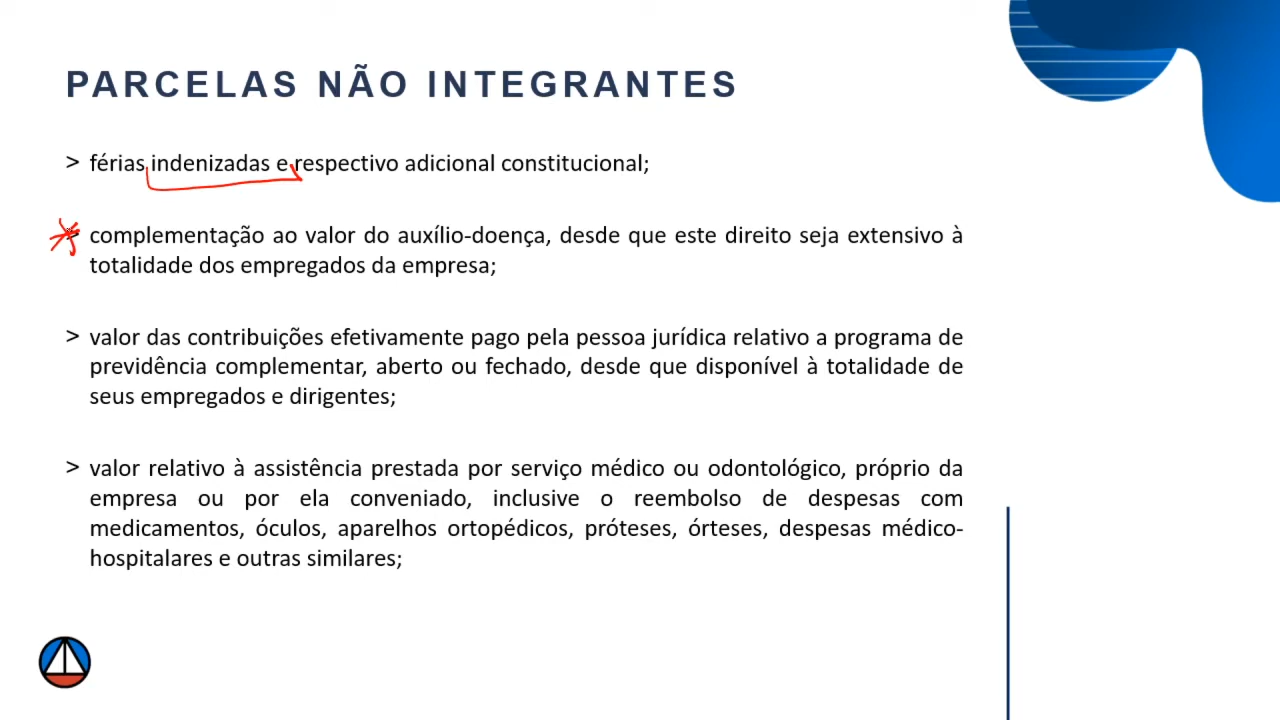 PARCELAS NÃO INTEGRANTES
> férias indenizadas e respectivo adicional constitucional;
> complementação ao valor do auxílio-doença, desde que este direito seja extensivo à
totalidade dos empregados da empresa;
> valor das contribuições efetivamente pago pela pessoa jurídica relativo a programa de
previdência complementar, aberto ou fechado, desde que disponível à totalidade de
seus empregados e dirigentes;
> valor relativo à assistência prestada por serviço médico ou odontológico, próprio da
empresa ou por ela conveniado, inclusive o reembolso de despesas com
medicamentos, óculos, aparelhos ortopédicos, próteses, órteses, despesas médico-
hospitalares e outras similares;